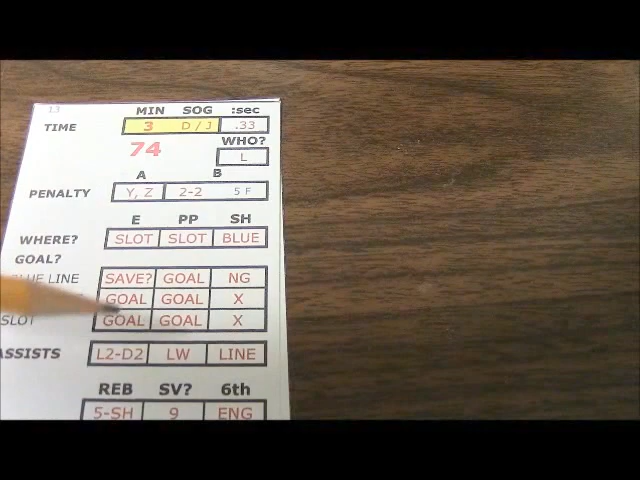 13
MIN SOG :sec
TIME 3 D / J .33
74 WHO?
L
A B
PENALTY Y, Z 2-2 5 F
E PP SH
WHERE? SLOT SLOT BLUE
GOAL?
LINE SAVE? GOAL NG
GOAL GOAL X
SLOT GOAL GOAL X
ASSISTS L2-D2 LW LINE
REB SV? 6th
5-SH 9 ENG